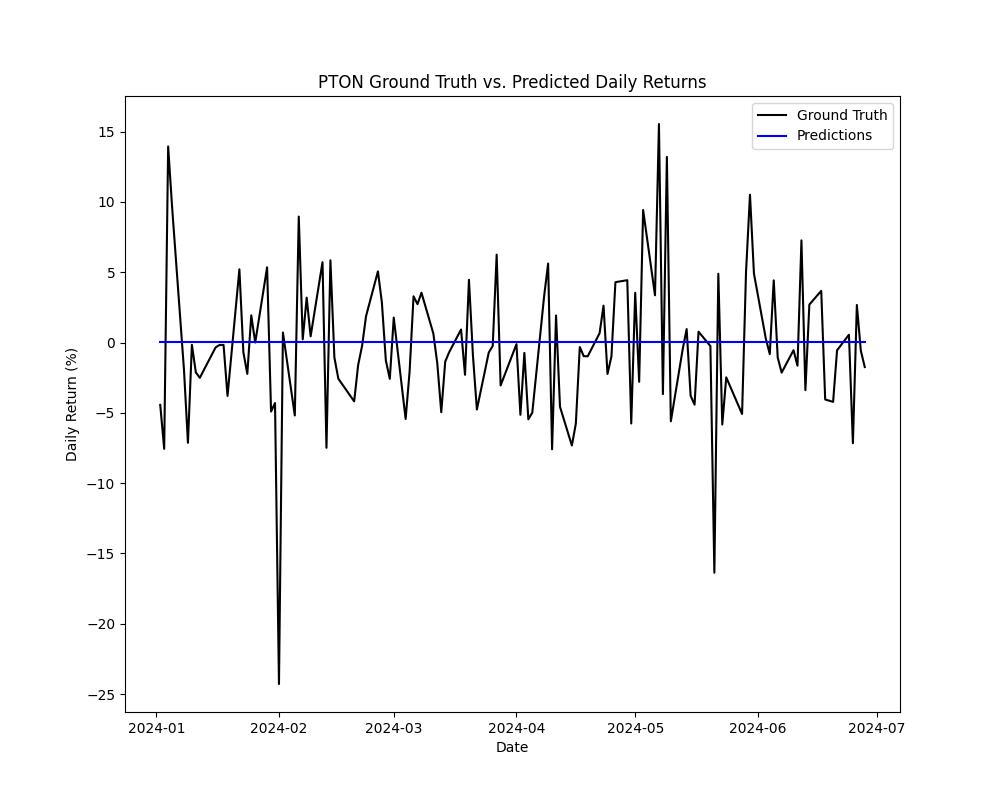 PTON Ground Truth vs. Predicted Daily Returns
Ground Truth
Predictions
15
10
5
0
−5
−10
−15
−20
−25
Daily Return (%)
2024-01 2024-02 2024-03 2024-04 2024-05 2024-06 2024-07
Date